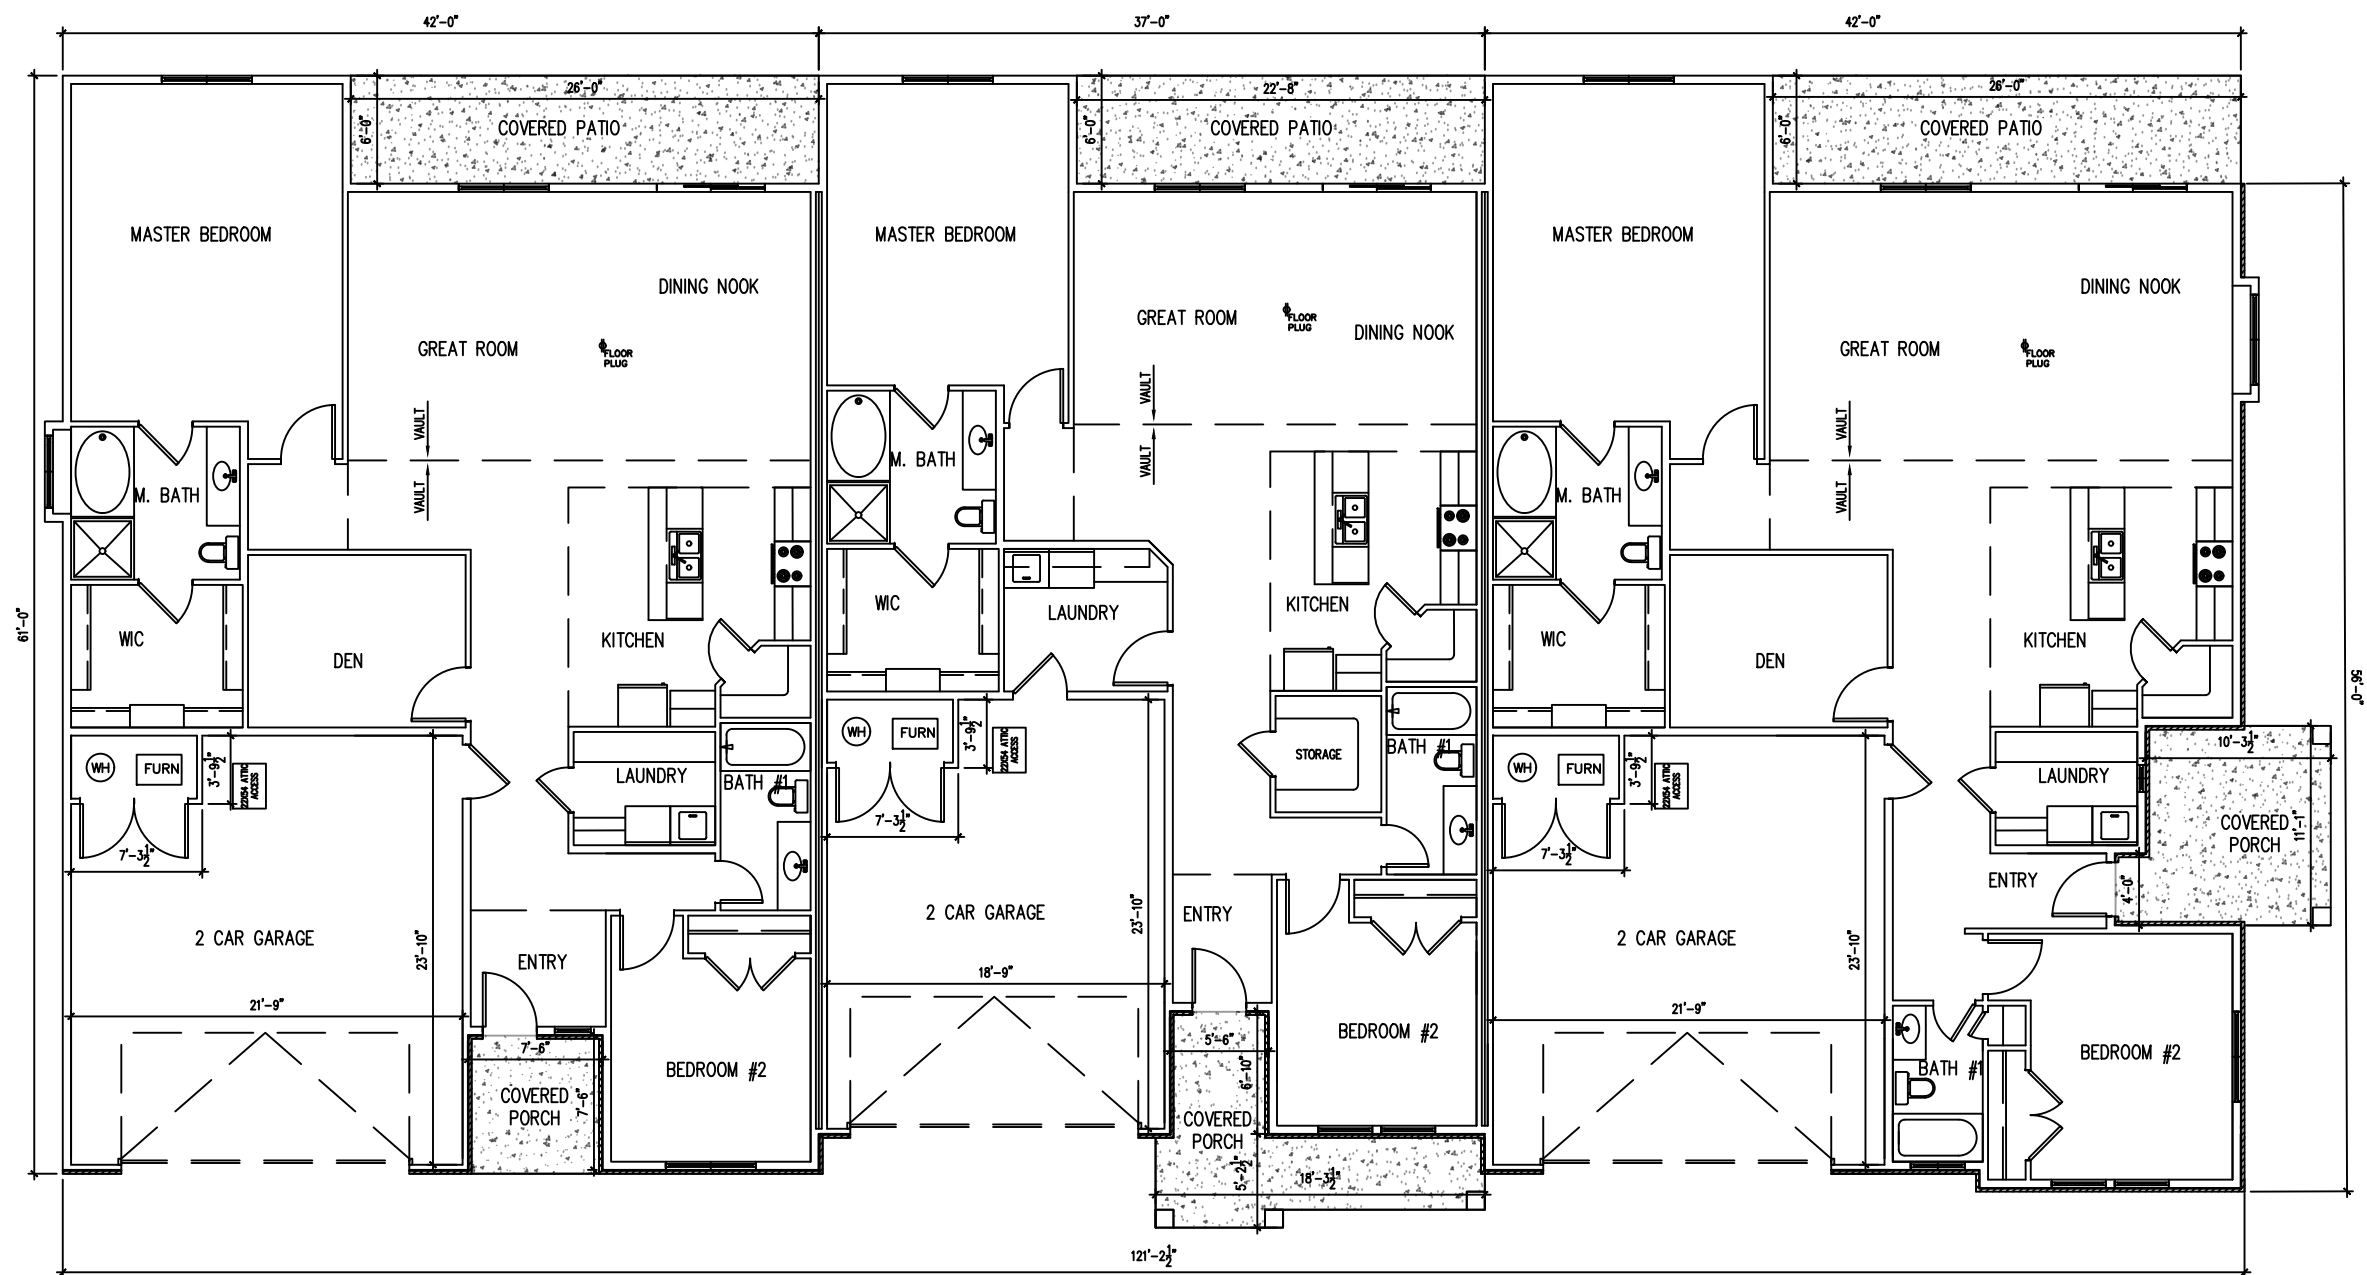 42'-0"
37'-0"
42'-0"
26'-0"
22'-8"
26'-0"
6'-0"
COVERED PATIO
6'-0"
COVERED PATIO
6'-0"
COVERED PATIO
MASTER BEDROOM
MASTER BEDROOM
MASTER BEDROOM
DINING NOOK
DINING NOOK
GREAT ROOM
FLOOR
PLUG
GREAT ROOM
FLOOR
PLUG
DINING NOOK
GREAT ROOM
FLOOR
PLUG
VAULT
VAULT
VAULT
VAULT
VAULT
VAULT
M. BATH
M. BATH
M. BATH
61'-0"
56'-0"
WIC
DEN
KITCHEN
WIC
LAUNDRY
KITCHEN
WIC
DEN
KITCHEN
WH
FURN
3'-9½"
22X54 ATTIC
ACCESS
7'-3½"
LAUNDRY
BATH #1
WH
FURN
3'-9½"
22X54 ATTIC
ACCESS
7'-3½"
STORAGE
BATH #1
WH
FURN
3'-9½"
22X54 ATTIC
ACCESS
7'-3½"
LAUNDRY
10'-3½"
COVERED
PORCH
11'-1"
4'-0"
ENTRY
2 CAR GARAGE
23'-10"
21'-9"
ENTRY
7'-6"
COVERED
PORCH
7'-6"
BEDROOM #2
2 CAR GARAGE
23'-10"
18'-9"
ENTRY
5'-6"
6'-10"
COVERED
PORCH
5'-2½"
18'-3½"
BEDROOM #2
2 CAR GARAGE
23'-10"
21'-9"
BATH #1
BEDROOM #2
121'-2½"